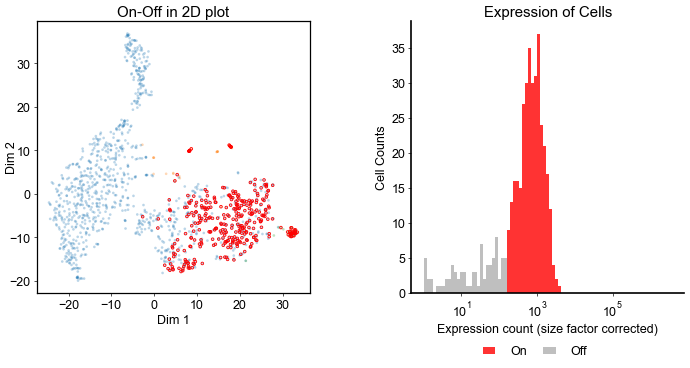 On-Off in 2D plot
Dim 2
30
20
10
0
−10
−20
−20 −10 0 10 20 30
Dim 1
Expression of Cells
Cell Counts
35
30
25
20
15
10
5
0
10¹ 10³ 10⁵
Expression count (size factor corrected)
On Off